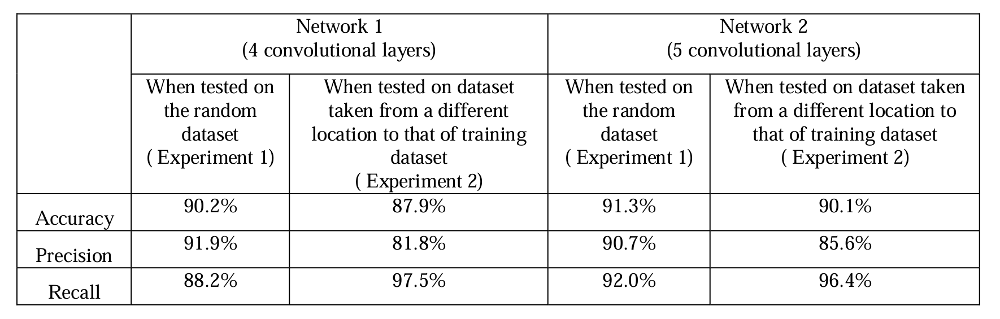 Network 1
(4 convolutional layers)
Network 2
(5 convolutional layers)
When tested on
the random
dataset
( Experiment 1)
When tested on dataset
taken from a different
location to that of training
dataset
( Experiment 2)
When tested on
the random
dataset
( Experiment 1)
When tested on dataset taken
from a different location to
that of training dataset
( Experiment 2)
Accuracy 90.2% 87.9% 91.3% 90.1%
Precision 91.9% 81.8% 90.7% 85.6%
Recall 88.2% 97.5% 92.0% 96.4%